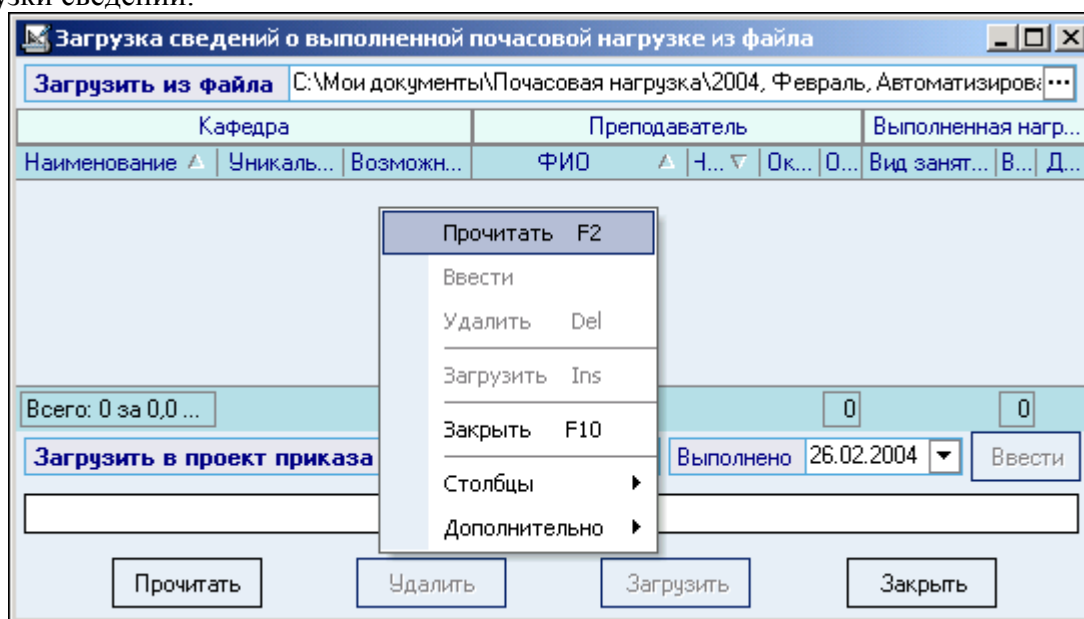 узки сведений.
Загрузка сведений о выполненной почасовой нагрузке из файла
Загрузить из файла C:\Мои документы\Почасовая нагрузка\2004, Февраль, Автоматизирова ...
Кафедра Преподаватель Выполненная нагр...
Наименование Уникаль... Возможн... ФИО Ч... Ок... О... Вид занят... В... Д...
Прочитать F2
Ввести
Удалить Del
Загрузить Ins
Закрыть F10
Столбцы
Дополнительно
Всего: 0 за 0,0 ... 0 0
Загрузить в проект приказа Выполнено 26.02.2004 Ввести
Прочитать Удалить Загрузить Закрыть